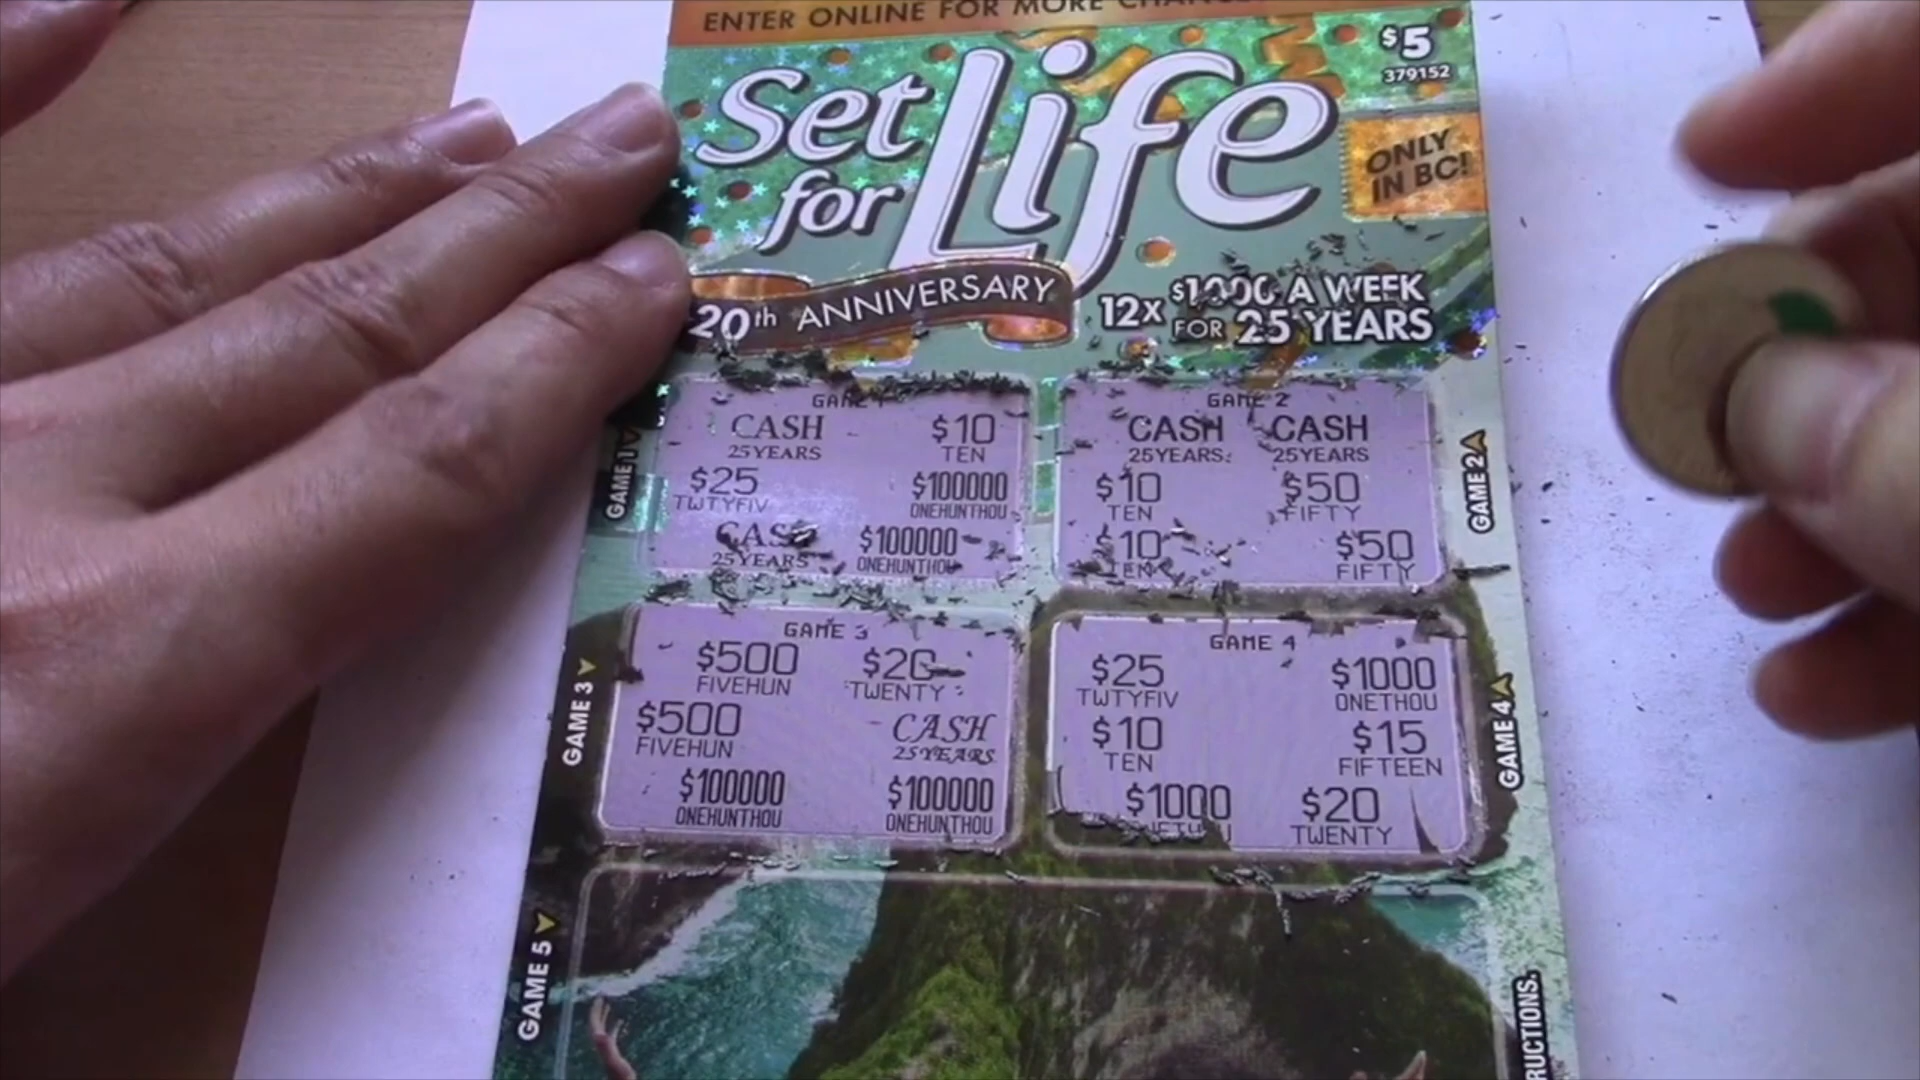 ENTER ONLINE FOR MORE
$5
379152
Set
for Life
ONLY
IN BC!
20th ANNIVERSARY
12x $1000 A WEEK
FOR 25 YEARS
GAME 1
GAME 1
CASH $10
25YEARS TEN
$25 $100000
TWTYFIV ONEHUNTHOU
CASH $100000
25YEARS ONEHUNTHOU
GAME 2
GAME 2
CASH CASH
25YEARS 25YEARS
$10 $50
TEN FIFTY
$10 $50
TEN FIFTY
GAME 3
GAME 3
$500 $20
FIVEHUN TWENTY
$500 CASH
FIVEHUN 25YEARS
$100000 $100000
ONEHUNTHOU ONEHUNTHOU
GAME 4
GAME 4
$25 $1000
TWTYFIV ONETHOU
$10 $15
TEN FIFTEEN
$1000 $20
TWENTY
GAME 5